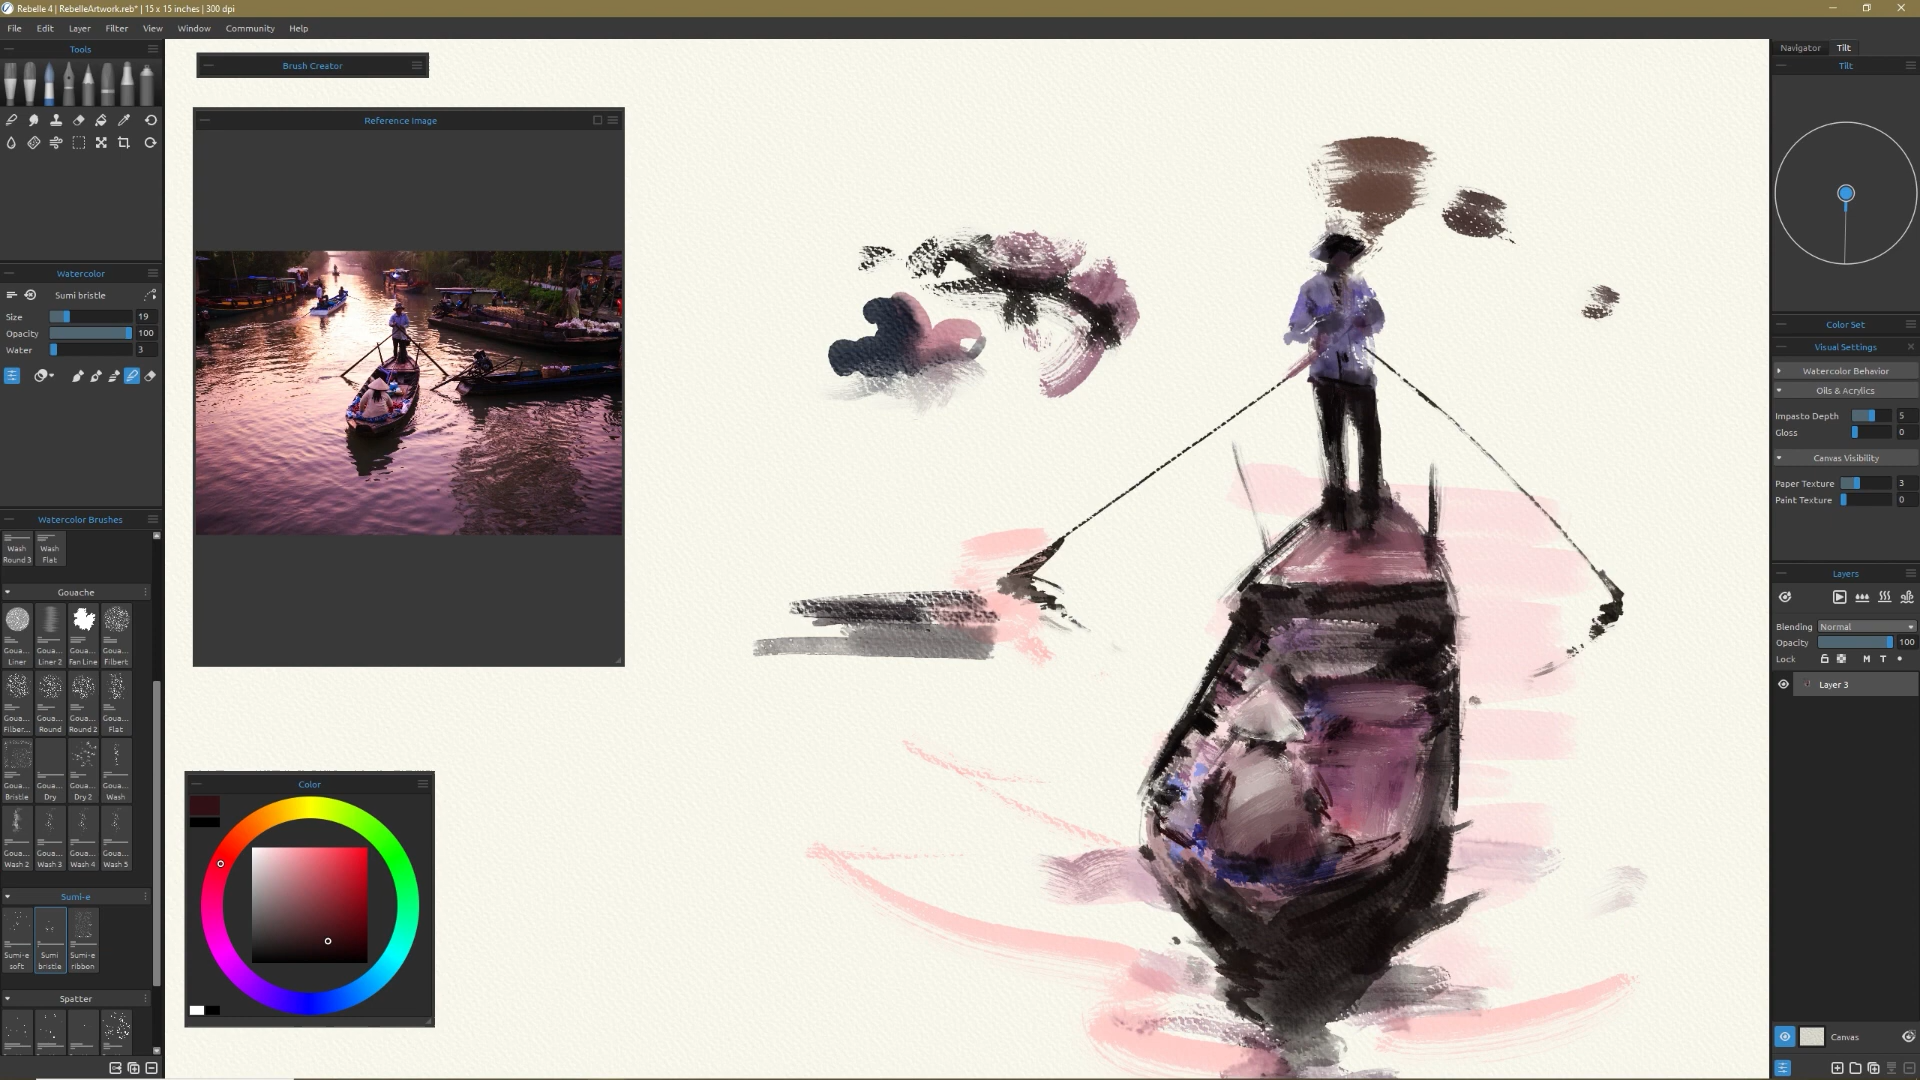 Rebelle 4 | RebelleArtwork.reb* | 15 x 15 inches | 300 dpi
File Edit Layer Filter View Window Community Help
Tools
Watercolor
Sumi bristle
Size 19
Opacity 100
Water 3
Watercolor Brushes
Wash Round 3
Wash Flat
Gouache
Goua... Liner
Goua... Liner 2
Goua... Fan Line
Goua... Filbert
Goua... Filber...
Goua... Round
Goua... Round 2
Goua... Flat
Goua... Bristle
Goua... Dry
Goua... Dry 2
Goua... Wash
Goua... Wash 2
Goua... Wash 3
Goua... Wash 4
Goua... Wash 5
Sumi-e
Sumi-e soft
Sumi bristle
Sumi-e ribbon
Spatter
Brush Creator
Reference Image
Color
Navigator Tilt
Tilt
Color Set
Visual Settings
Watercolor Behavior
Oils & Acrylics
Impasto Depth 5
Gloss 0
Canvas Visibility
Paper Texture 3
Paint Texture 0
Layers
Blending Normal
Opacity 100
Lock M T
Layer 3
Canvas